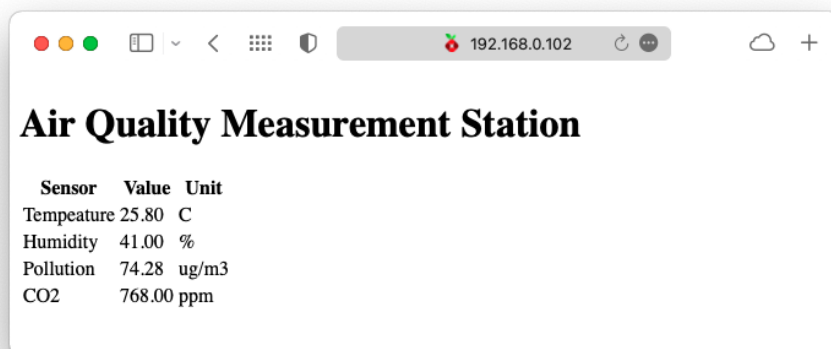 192.168.0.102
Air Quality Measurement Station
Sensor Value Unit
Tempeature 25.80 C
Humidity 41.00 %
Pollution 74.28 ug/m3
CO2 768.00 ppm